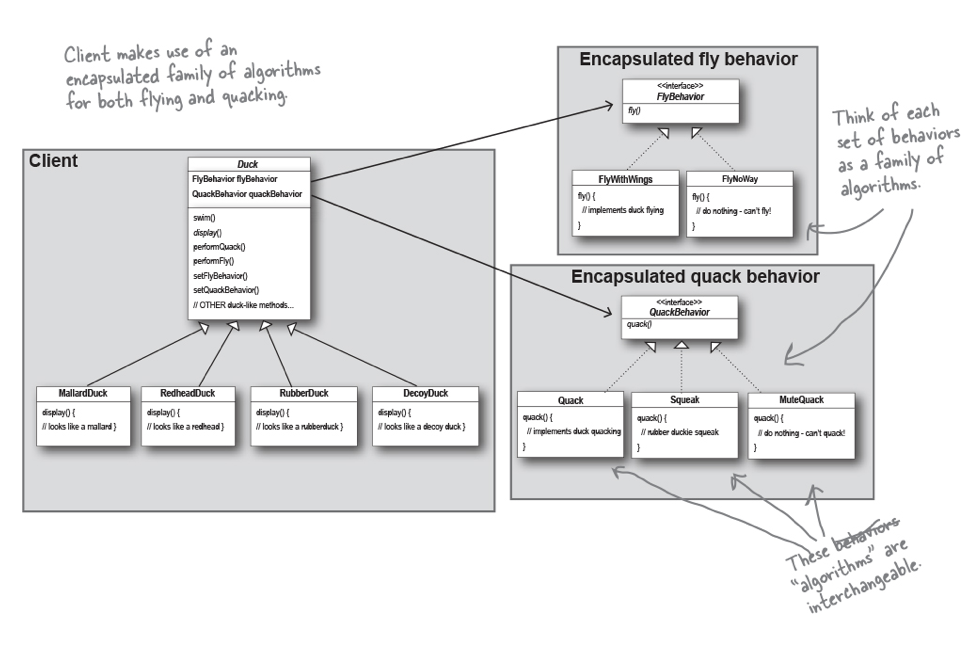 Client makes use of an
encapsulated family of algorithms
for both flying and quacking.
Client
Duck
FlyBehavior flyBehavior
QuackBehavior quackBehavior
swim()
display()
performQuack()
performFly()
setFlyBehavior()
setQuackBehavior()
// OTHER duck-like methods...
MallardDuck
display() {
// looks like a mallard }
RedheadDuck
display() {
// looks like a redhead }
RubberDuck
display() {
// looks like a rubberduck }
DecoyDuck
display() {
// looks like a decoy duck }
Encapsulated fly behavior
<<interface>>
FlyBehavior
fly()
FlyWithWings
fly() {
// implements duck flying
}
FlyNoWay
fly() {
// do nothing - can't fly!
}
Think of each
set of behaviors
as a family of
algorithms.
Encapsulated quack behavior
<<interface>>
QuackBehavior
quack()
Quack
quack() {
// implements duck quacking
}
Squeak
quack() {
// rubber duckie squeak
}
MuteQuack
quack() {
// do nothing - can't quack!
}
These behaviors
“algorithms” are
interchangeable.